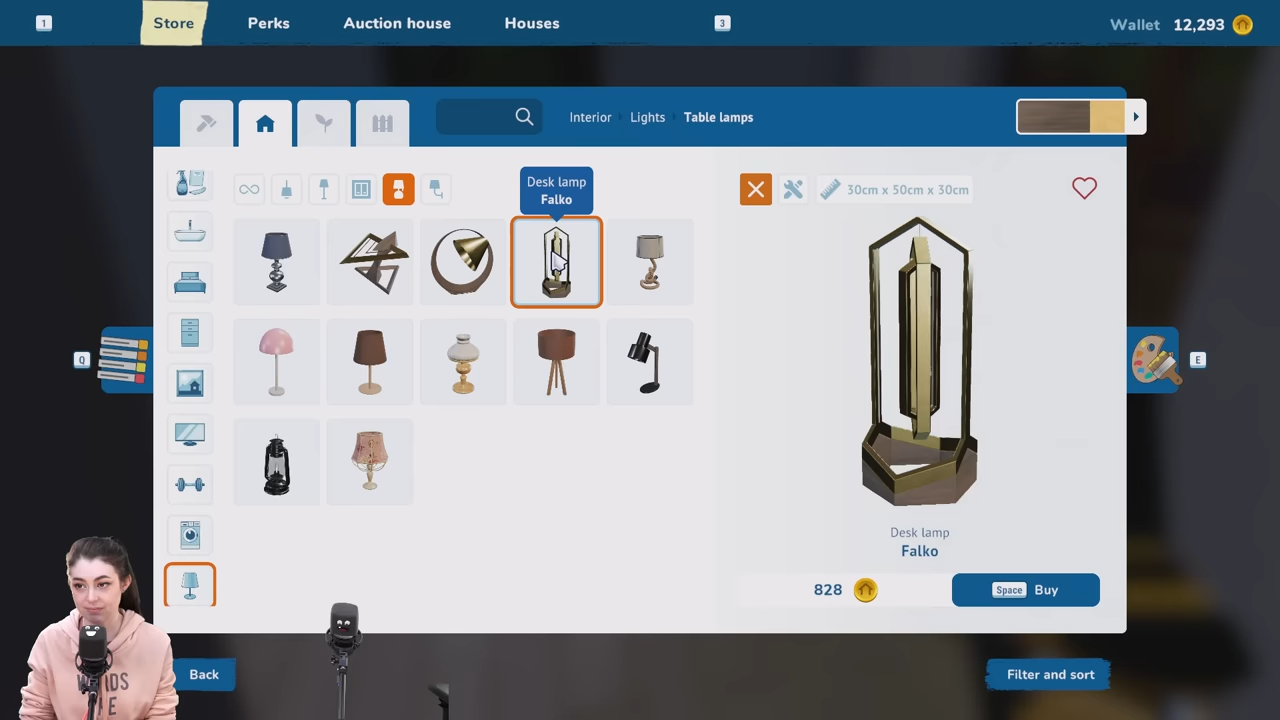 1
Store
Perks
Auction house
Houses
3
Wallet 12,293
Interior
Lights
Table lamps
Desk lamp
Falko
30cm x 50cm x 30cm
Q
E
Desk lamp
Falko
828
Space Buy
Back
Filter and sort